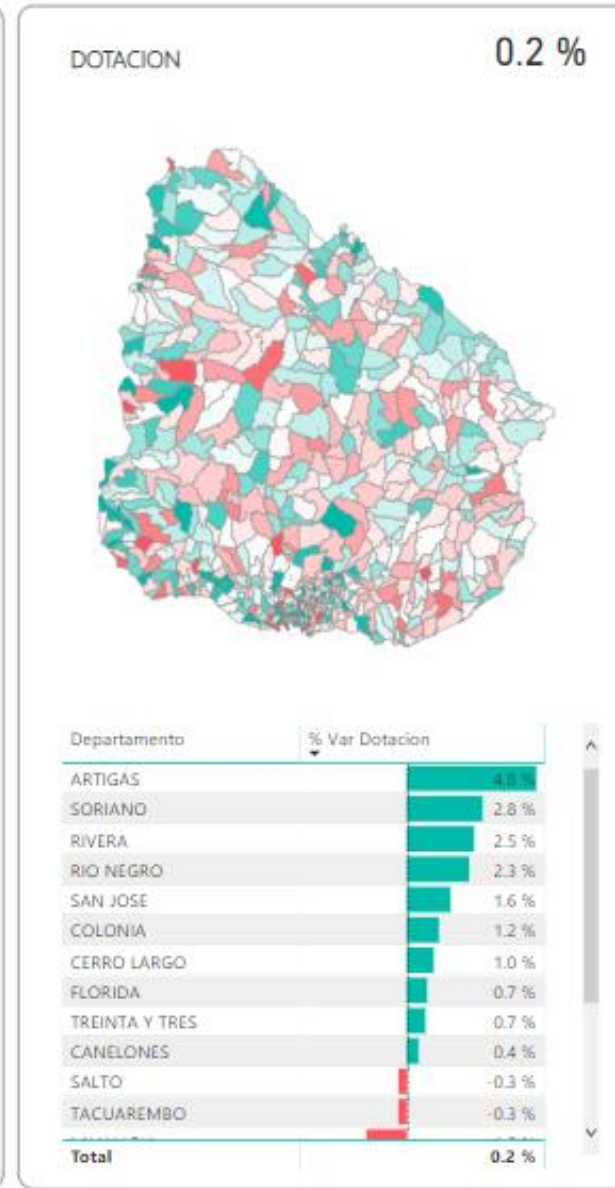 DOTACION 0.2 %
Departamento % Var Dotacion
ARTIGAS 4.8 %
SORIANO 2.8 %
RIVERA 2.5 %
RIO NEGRO 2.3 %
SAN JOSE 1.6 %
COLONIA 1.2 %
CERRO LARGO 1.0 %
FLORIDA 0.7 %
TREINTA Y TRES 0.7 %
CANELONES 0.4 %
SALTO -0.3 %
TACUAREMBO -0.3 %
Total 0.2 %